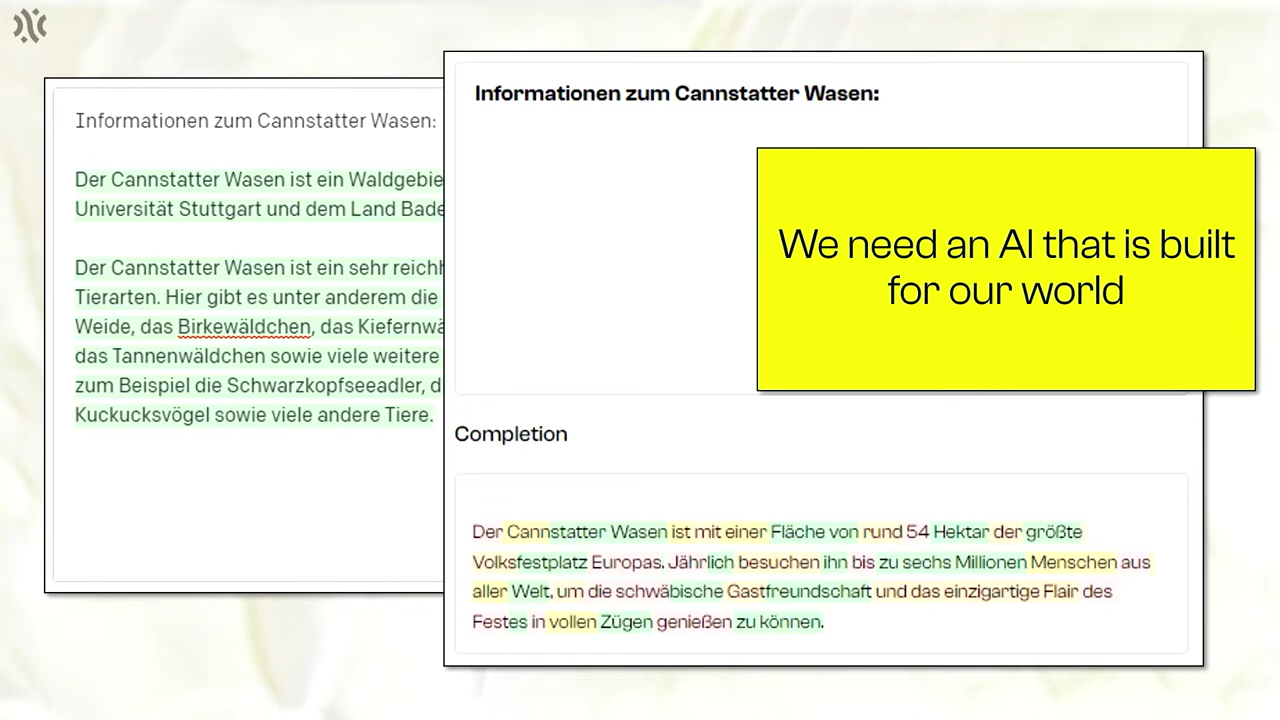 Informationen zum Cannstatter Wasen:
Der Cannstatter Wasen ist ein Waldgebie
Universität Stuttgart und dem Land Bade
Der Cannstatter Wasen ist ein sehr reichh
Tierarten. Hier gibt es unter anderem die
Weide, das Birkewäldchen, das Kiefernwä
das Tannenwäldchen sowie viele weitere
zum Beispiel die Schwarzkopfseeadler, d
Kuckucksvögel sowie viele andere Tiere.
Informationen zum Cannstatter Wasen:
We need an AI that is built
for our world
Completion
Der Cannstatter Wasen ist mit einer Fläche von rund 54 Hektar der größte
Volksfestplatz Europas. Jährlich besuchen ihn bis zu sechs Millionen Menschen aus
aller Welt, um die schwäbische Gastfreundschaft und das einzigartige Flair des
Festes in vollen Zügen genießen zu können.